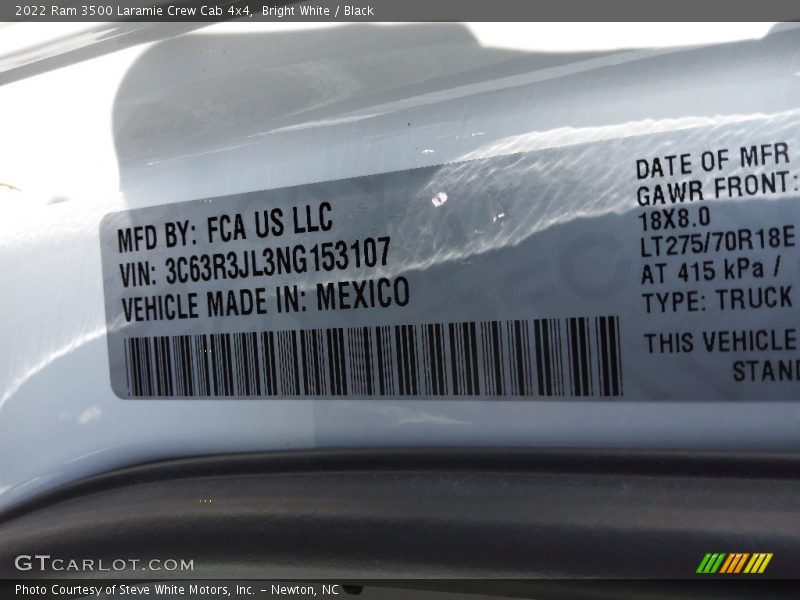 2022 Ram 3500 Laramie Crew Cab 4x4, Bright White / Black
MFD BY: FCA US LLC
VIN: 3C63R3JL3NG153107
VEHICLE MADE IN: MEXICO
DATE OF MFR
GAWR FRONT:
18X8.0
LT275/70R18E
AT 415 kPa /
TYPE: TRUCK
THIS VEHICLE
STAND
GTCARLOT.COM
Photo Courtesy of Steve White Motors, Inc. – Newton, NC